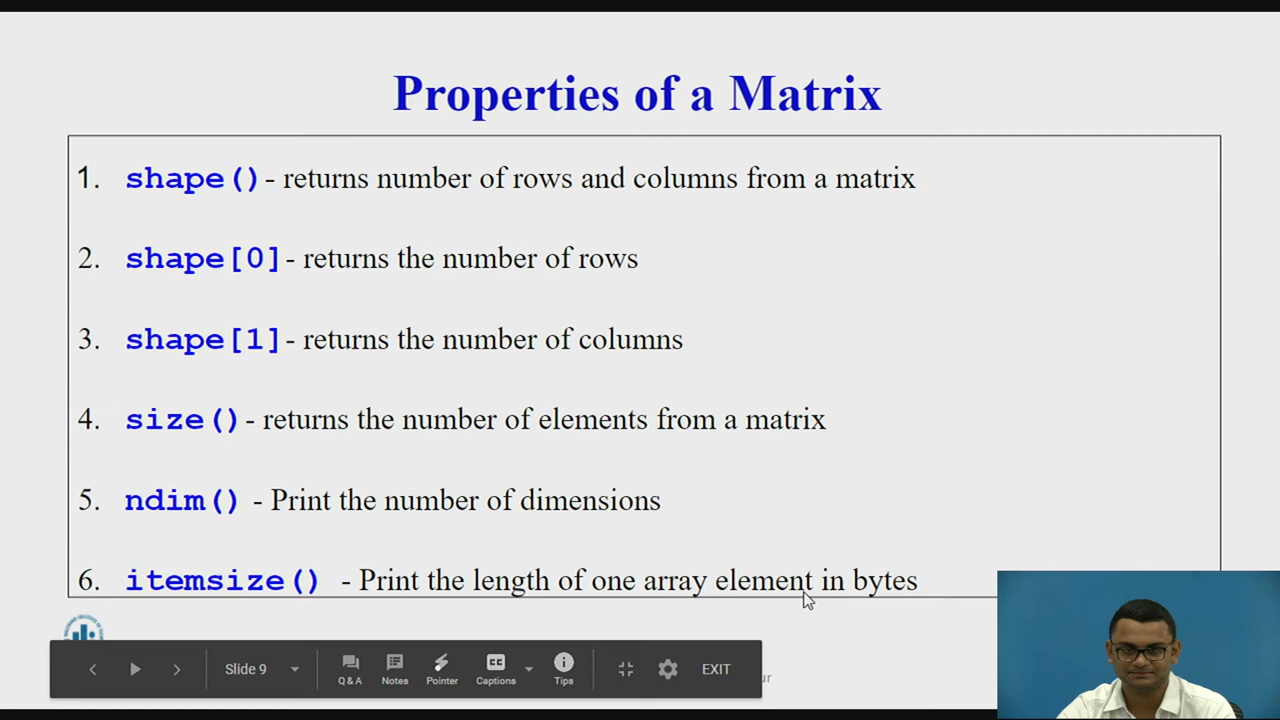 Properties of a Matrix
1. shape()- returns number of rows and columns from a matrix
2. shape[0]- returns the number of rows
3. shape[1]- returns the number of columns
4. size()- returns the number of elements from a matrix
5. ndim() - Print the number of dimensions
6. itemsize() - Print the length of one array element in bytes
Slide 9
Q & A
Notes
Pointer
CC
Captions
Tips
EXIT
ur